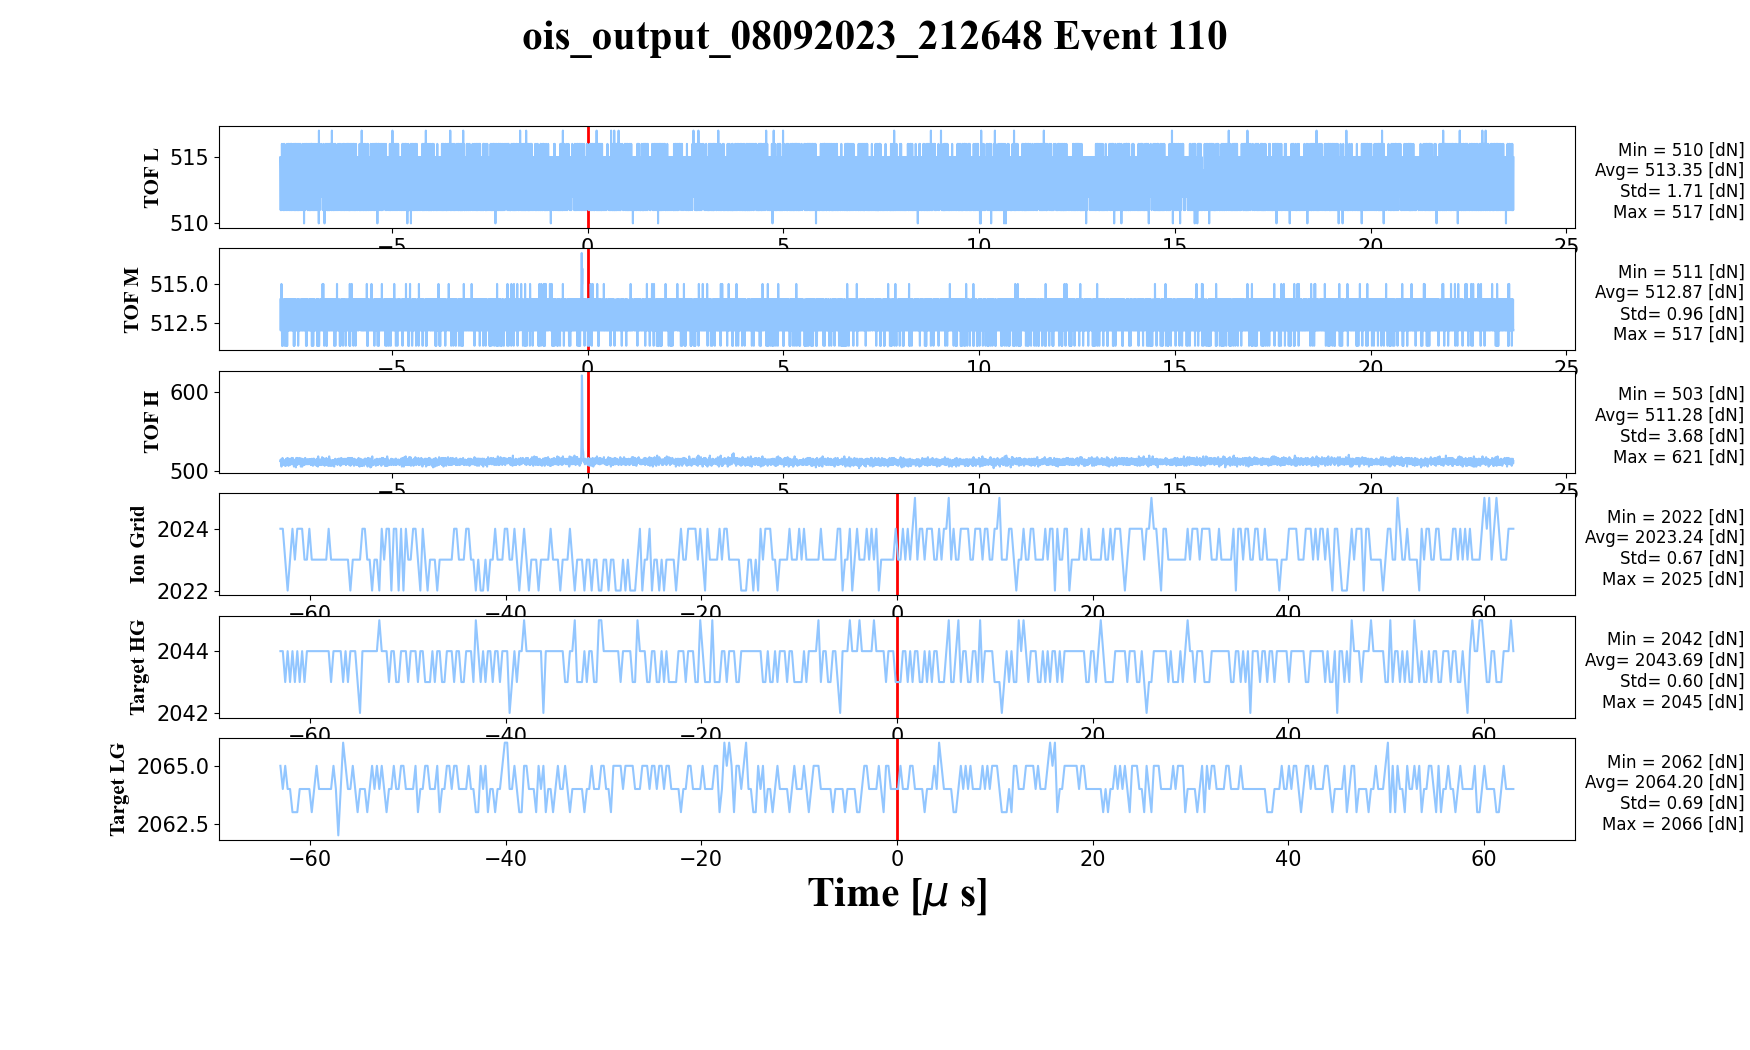 ois_output_08092023_212648 Event 110
TOF L
515
510
Min = 510 [dN]
Avg= 513.35 [dN]
Std= 1.71 [dN]
Max = 517 [dN]
−5 0 5 10 15 20 25
TOF M
515.0
512.5
Min = 511 [dN]
Avg= 512.87 [dN]
Std= 0.96 [dN]
Max = 517 [dN]
−5 0 5 10 15 20 25
TOF H
600
500
Min = 503 [dN]
Avg= 511.28 [dN]
Std= 3.68 [dN]
Max = 621 [dN]
−5 0 5 10 15 20 25
Ion Grid
2024
2022
Min = 2022 [dN]
Avg= 2023.24 [dN]
Std= 0.67 [dN]
Max = 2025 [dN]
−60 −40 −20 0 20 40 60
Target HG
2044
2042
Min = 2042 [dN]
Avg= 2043.69 [dN]
Std= 0.60 [dN]
Max = 2045 [dN]
−60 −40 −20 0 20 40 60
Target LG
2065.0
2062.5
Min = 2062 [dN]
Avg= 2064.20 [dN]
Std= 0.69 [dN]
Max = 2066 [dN]
−60 −40 −20 0 20 40 60
Time [μ s]